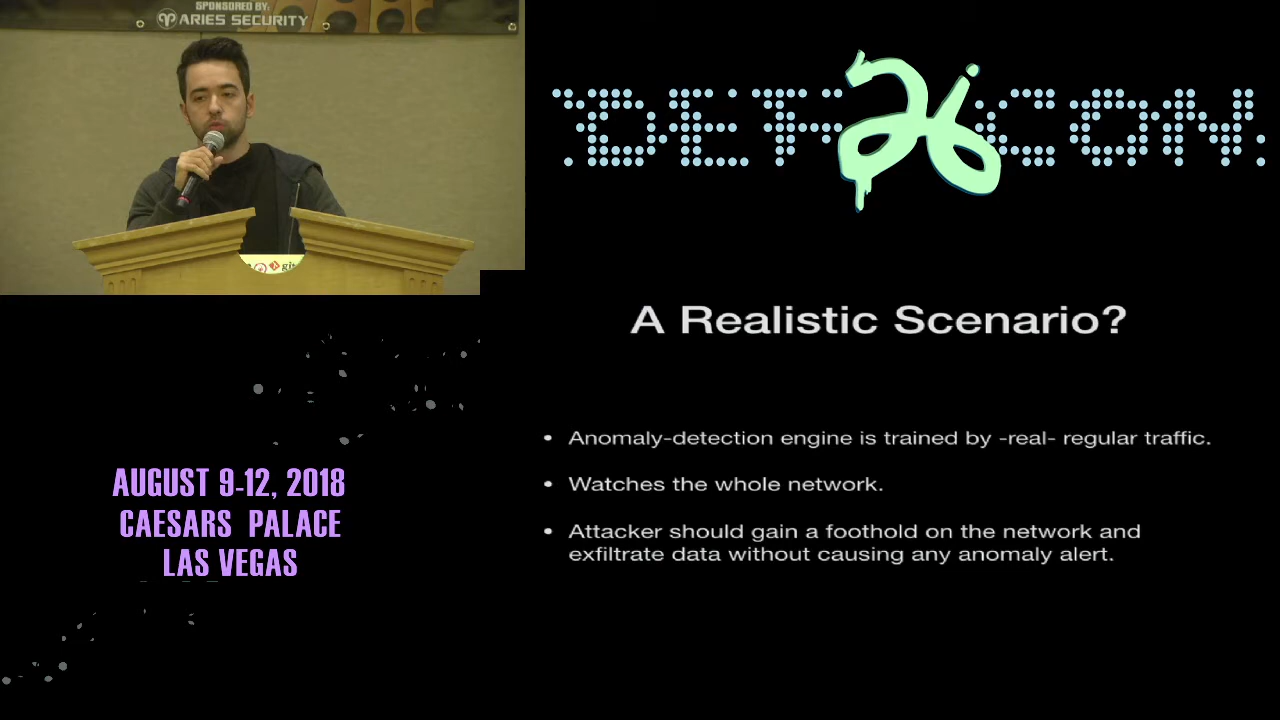 SPONSORED BY:
ARIES SECURITY
DEFCON
26
A Realistic Scenario?
• Anomaly-detection engine is trained by -real- regular traffic.
• Watches the whole network.
• Attacker should gain a foothold on the network and
exfiltrate data without causing any anomaly alert.
AUGUST 9-12, 2018
CAESARS PALACE
LAS VEGAS